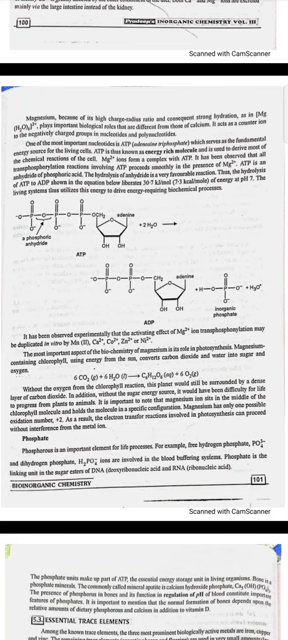 mainly via the large intestine instead of the kidney.
100
Pradeep's INORGANIC CHEMISTRY VOL. III
Scanned with CamScanner
Magnesium, because of its high charge-radius ratio and consequent strong hydration, as in [Mg
(H₂O)₆]²⁺, plays important biological roles that are different from those of calcium. It acts as a counter ion
to the negatively charged groups in nucleotides and polynucleotides.
One of the most important nucleotides is ATP (adenosine triphosphate) which serves as the fundamental
energy source for the living cells. ATP is thus known as energy rich molecule and is used to derive most of
the chemical reactions of the cell. Mg²⁺ ions form a complex with ATP. It has been observed that all
transphosphorylation reactions involving ATP proceed smoothly in the presence of Mg²⁺. ATP is an
anhydride of phosphoric acid. The hydrolysis of anhydride is a very favourable reaction. Thus, the hydrolysis
of ATP to ADP shown in the equation below liberates 30·7 kJ/mol (7·3 kcal/mole) of energy at pH 7. The
living systems thus utilizes this energy to drive energy-requiring biochemical processes.
adenine
+ 2 H₂O
a phosphoric
anhydride
OH OH
ATP
adenine
OH OH
ADP
inorganic
phosphate
+ H₃O⁺
It has been observed experimentally that the activating effect of Mg²⁺ ion transphosphorylation may
be duplicated in vitro by Mn (II), Ca²⁺, Co²⁺, Zn²⁺ or Ni²⁺.
The most important aspect of the bio-chemistry of magnesium is its role in photosynthesis. Magnesium-
containing chlorophyll, using energy from the sun, converts carbon dioxide and water into sugar and
oxygen.
6 CO₂ (g) + 6 H₂O (l) ⟶ C₆H₁₂O₆ (aq) + 6 O₂(g)
Without the oxygen from the chlorophyll reaction, this planet would still be surrounded by a dense
layer of carbon dioxide. In addition, without the sugar energy source, it would have been difficulty for life
to progress from plants to animals. It is important to note that magnesium ion sits in the middle of the
chlorophyll molecule and holds the molecule in a specific configuration. Magnesium has only one possible
oxidation number, +2. As a result, the electron transfer reactions involved in photosynthesis can proceed
without interference from the metal ion.
Phosphate
Phosphorous is an important element for life processes. For example, free hydrogen phosphate, PO₄³⁻
and dihydrogen phosphate, H₂PO₄⁻ ions are involved in the blood buffering systems. Phosphate is the
linking unit in the sugar esters of DNA (deoxyribonucleic acid and RNA (ribonucleic acid).
BIOINORGANIC CHEMISTRY
101
Scanned with CamScanner
The phosphate units make up part of ATP, the essential energy storage unit in living organisms. Bone is a
phosphate minerals. The commonly called mineral apatite is calcium hydroxide phosphate, Ca₅ (OH) (PO₄)₃.
The presence of phosphorus in bones and its function in regulation of pH of blood constitute important
features of phosphates. It is important to mention that the normal formation of bones depends upon the
relative amounts of dietary phosphorous and calcium in addition to vitamin D.
5.3. ESSENTIAL TRACE ELEMENTS
Among the known trace elements, the three most prominent biologically active metals are iron, copper